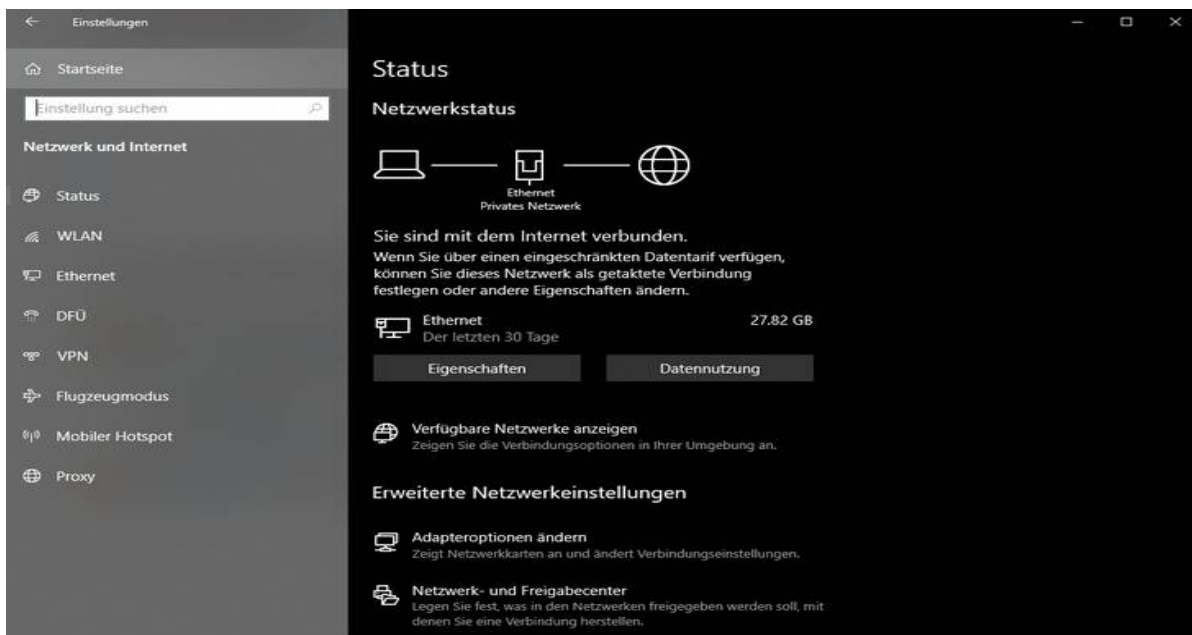 Einstellungen
Startseite
Einstellung suchen
Netzwerk und Internet
Status
WLAN
Ethernet
DFÜ
VPN
Flugzeugmodus
Mobiler Hotspot
Proxy
Status
Netzwerkstatus
Ethernet
Privates Netzwerk
Sie sind mit dem Internet verbunden.
Wenn Sie über einen eingeschränkten Datentarif verfügen,
können Sie dieses Netzwerk als getaktete Verbindung
festlegen oder andere Eigenschaften ändern.
Ethernet 27.82 GB
Der letzten 30 Tage
Eigenschaften Datennutzung
Verfügbare Netzwerke anzeigen
Zeigen Sie die Verbindungsoptionen in Ihrer Umgebung an.
Erweiterte Netzwerkeinstellungen
Adapteroptionen ändern
Zeigt Netzwerkkarten an und ändert Verbindungseinstellungen.
Netzwerk- und Freigabecenter
Legen Sie fest, was in den Netzwerken freigegeben werden soll, mit
denen Sie eine Verbindung herstellen.